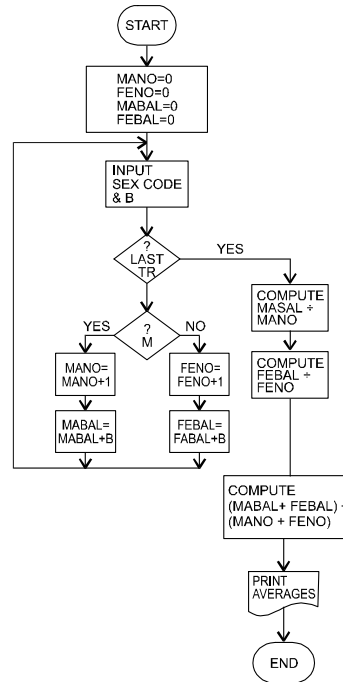 START
MANO=0
FENO=0
MABAL=0
FEBAL=0
INPUT
SEX CODE
& B
?
LAST
TR
YES
?
M
YES
NO
MANO=
MANO+1
FENO=
FENO+1
MABAL=
MABAL+B
FEBAL=
FABAL+B
COMPUTE
MASAL ÷
MANO
COMPUTE
FEBAL ÷
FENO
COMPUTE
(MABAL+ FEBAL) ÷
(MANO + FENO)
PRINT
AVERAGES
END